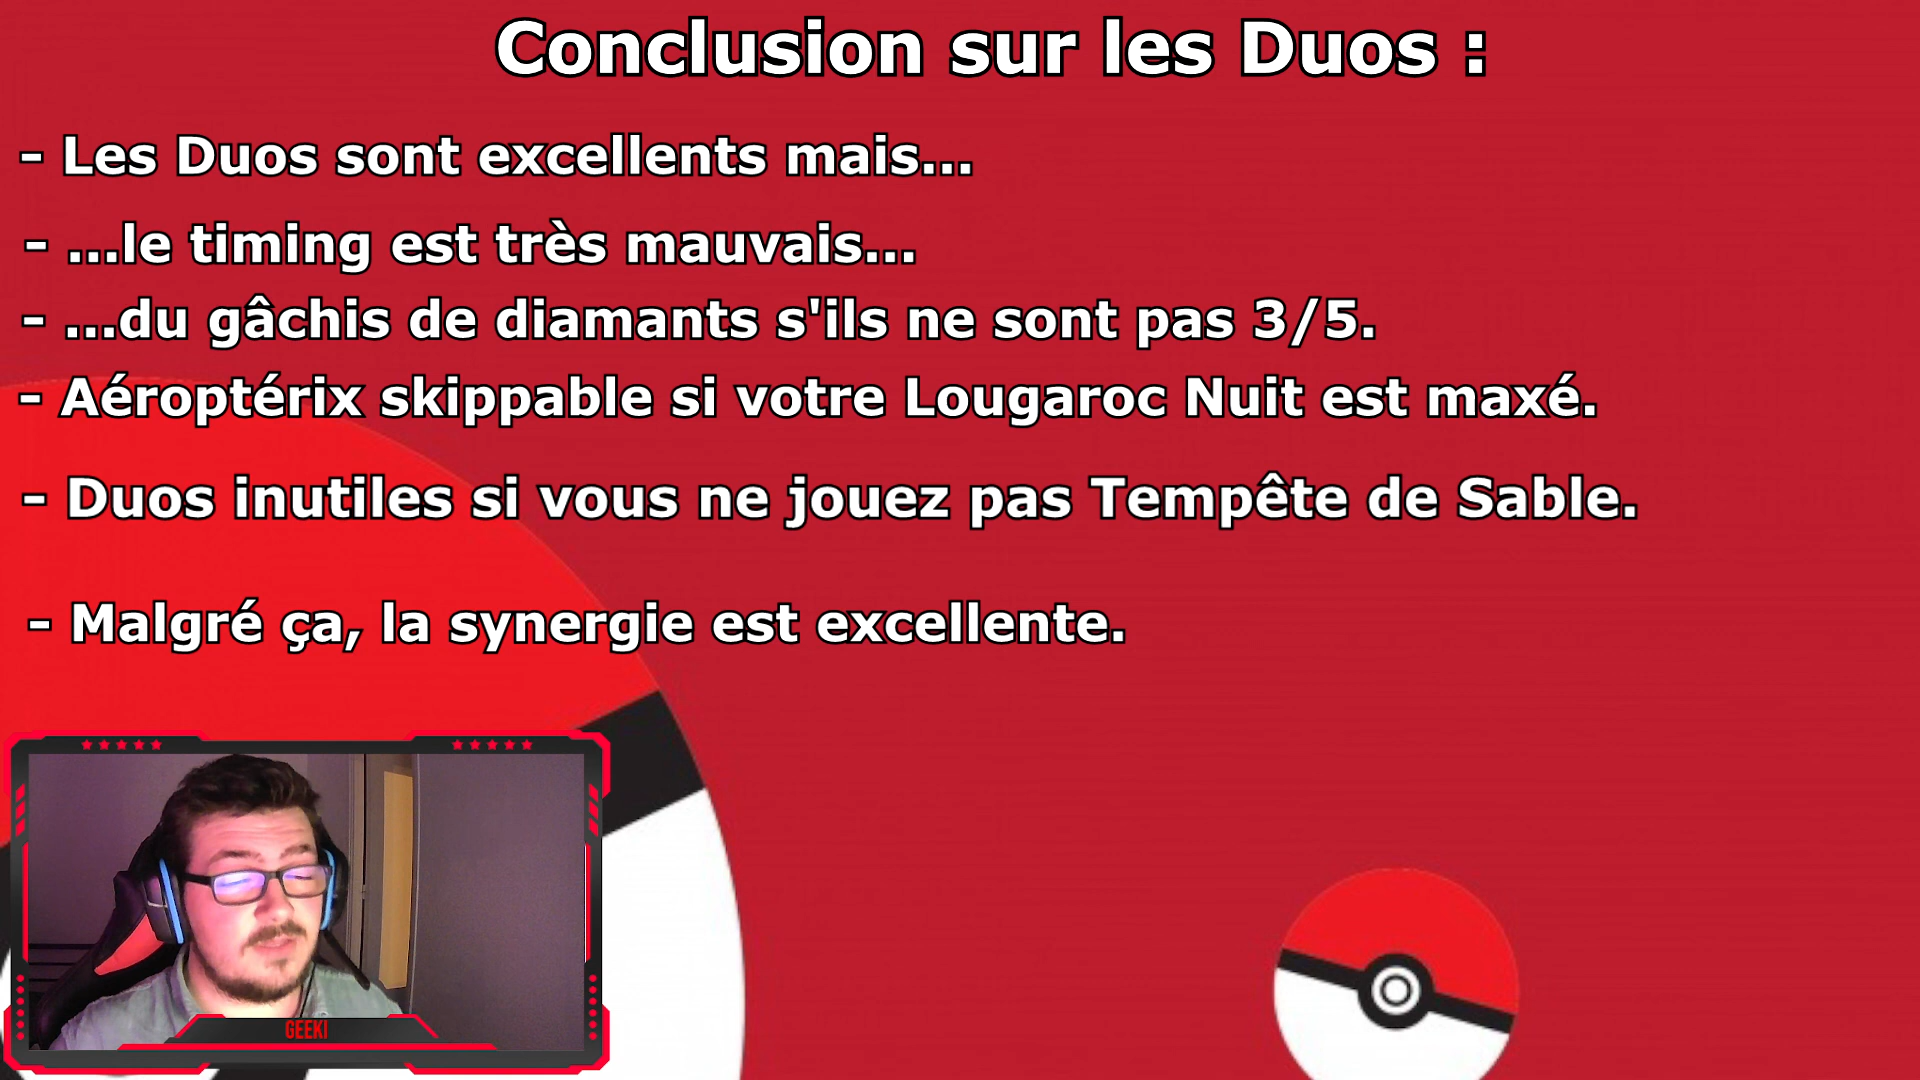 Conclusion sur les Duos :
- Les Duos sont excellents mais...
- ...le timing est très mauvais...
- ...du gâchis de diamants s'ils ne sont pas 3/5.
- Aéroptérix skippable si votre Lougaroc Nuit est maxé.
- Duos inutiles si vous ne jouez pas Tempête de Sable.
- Malgré ça, la synergie est excellente.
GEEKI